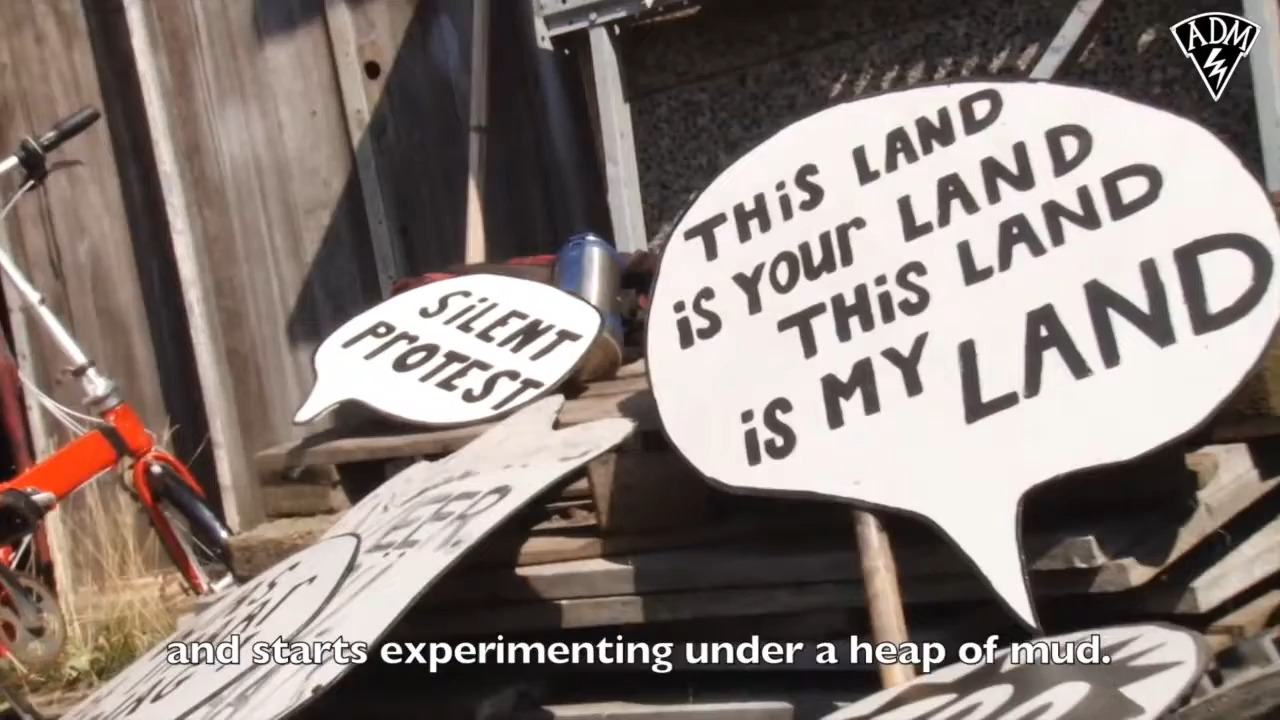 ADM
THiS LAND
iS YOUr LAND
THiS LAND
iS MY LAND
SiLENT
PrOTEST
and starts experimenting under a heap of mud.